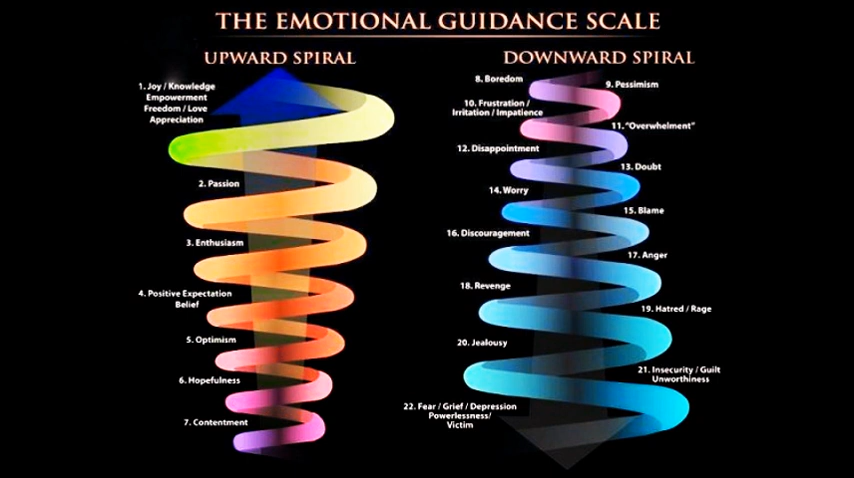 THE EMOTIONAL GUIDANCE SCALE
UPWARD SPIRAL
1. Joy / Knowledge
Empowerment
Freedom / Love
Appreciation
2. Passion
3. Enthusiasm
4. Positive Expectation
Belief
5. Optimism
6. Hopefulness
7. Contentment
DOWNWARD SPIRAL
8. Boredom
9. Pessimism
10. Frustration /
Irritation / Impatience
11. "Overwhelment"
12. Disappointment
13. Doubt
14. Worry
15. Blame
16. Discouragement
17. Anger
18. Revenge
19. Hatred / Rage
20. Jealousy
21. Insecurity / Guilt
Unworthiness
22. Fear / Grief / Depression
Powerlessness/
Victim